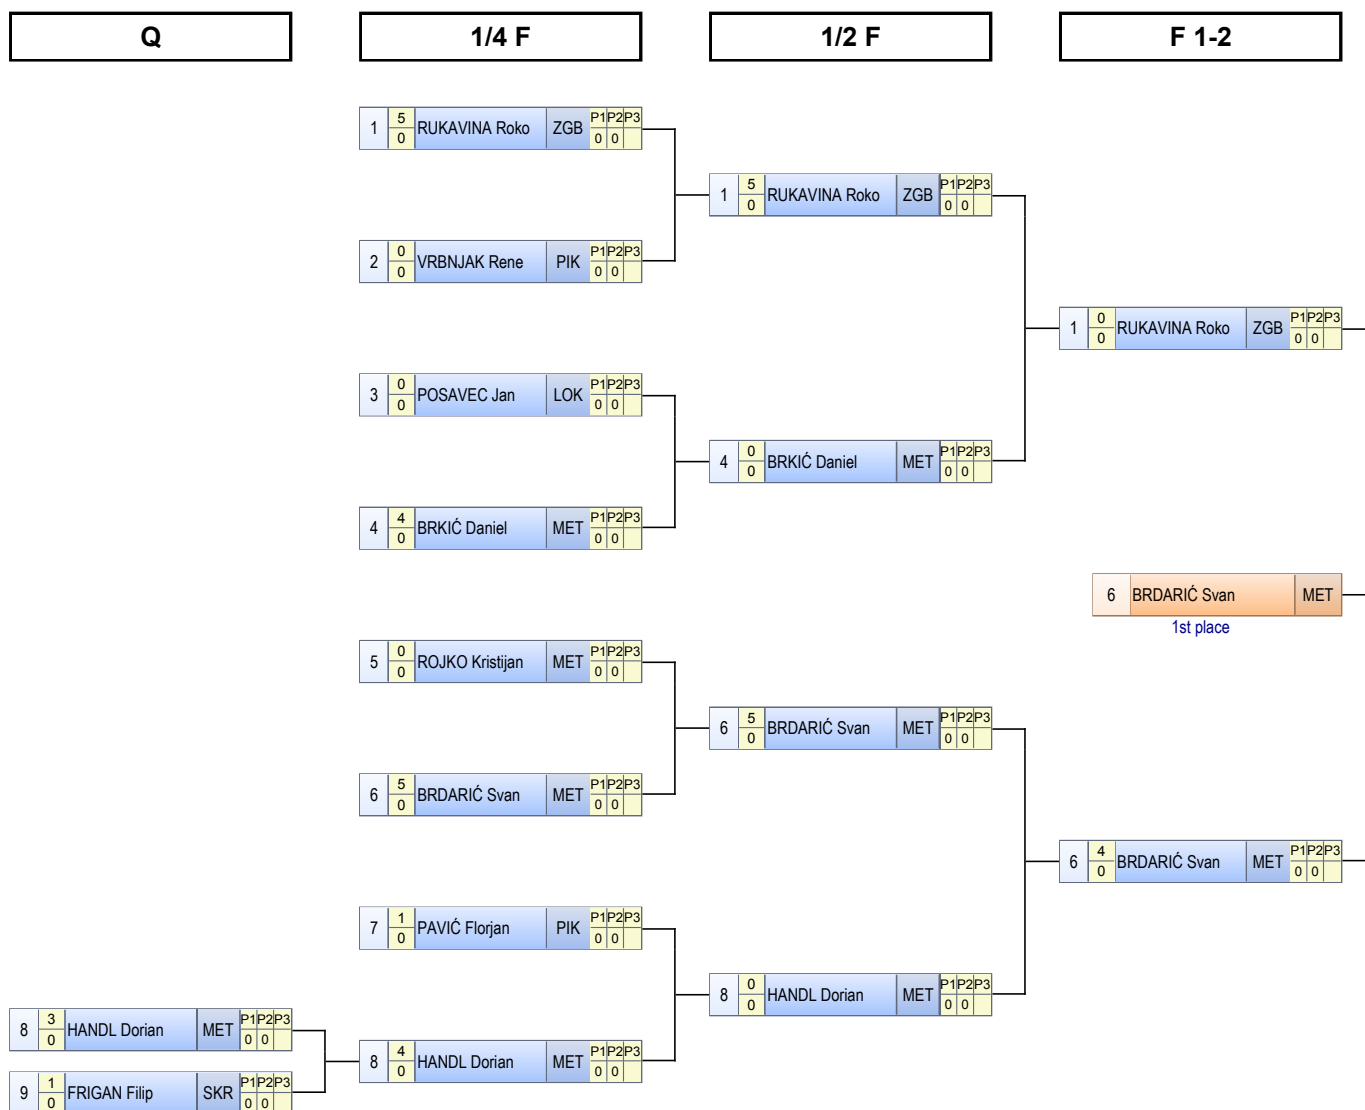 Q 1/4 F 1/2 F F 1-2
1 5 0 RUKAVINA Roko ZGB P1 P2 P3 0 0
1 5 0 RUKAVINA Roko ZGB P1 P2 P3 0 0
2 0 0 VRBNJAK Rene PIK P1 P2 P3 0 0
1 0 0 RUKAVINA Roko ZGB P1 P2 P3 0 0
3 0 0 POSAVEC Jan LOK P1 P2 P3 0 0
4 0 0 BRKIĆ Daniel MET P1 P2 P3 0 0
4 4 0 BRKIĆ Daniel MET P1 P2 P3 0 0
6 BRDARIĆ Svan MET
1st place
5 0 0 ROJKO Kristijan MET P1 P2 P3 0 0
6 5 0 BRDARIĆ Svan MET P1 P2 P3 0 0
6 5 0 BRDARIĆ Svan MET P1 P2 P3 0 0
6 4 0 BRDARIĆ Svan MET P1 P2 P3 0 0
7 1 0 PAVIĆ Florjan PIK P1 P2 P3 0 0
8 0 0 HANDL Dorian MET P1 P2 P3 0 0
8 3 0 HANDL Dorian MET P1 P2 P3 0 0
8 4 0 HANDL Dorian MET P1 P2 P3 0 0
9 1 0 FRIGAN Filip SKR P1 P2 P3 0 0